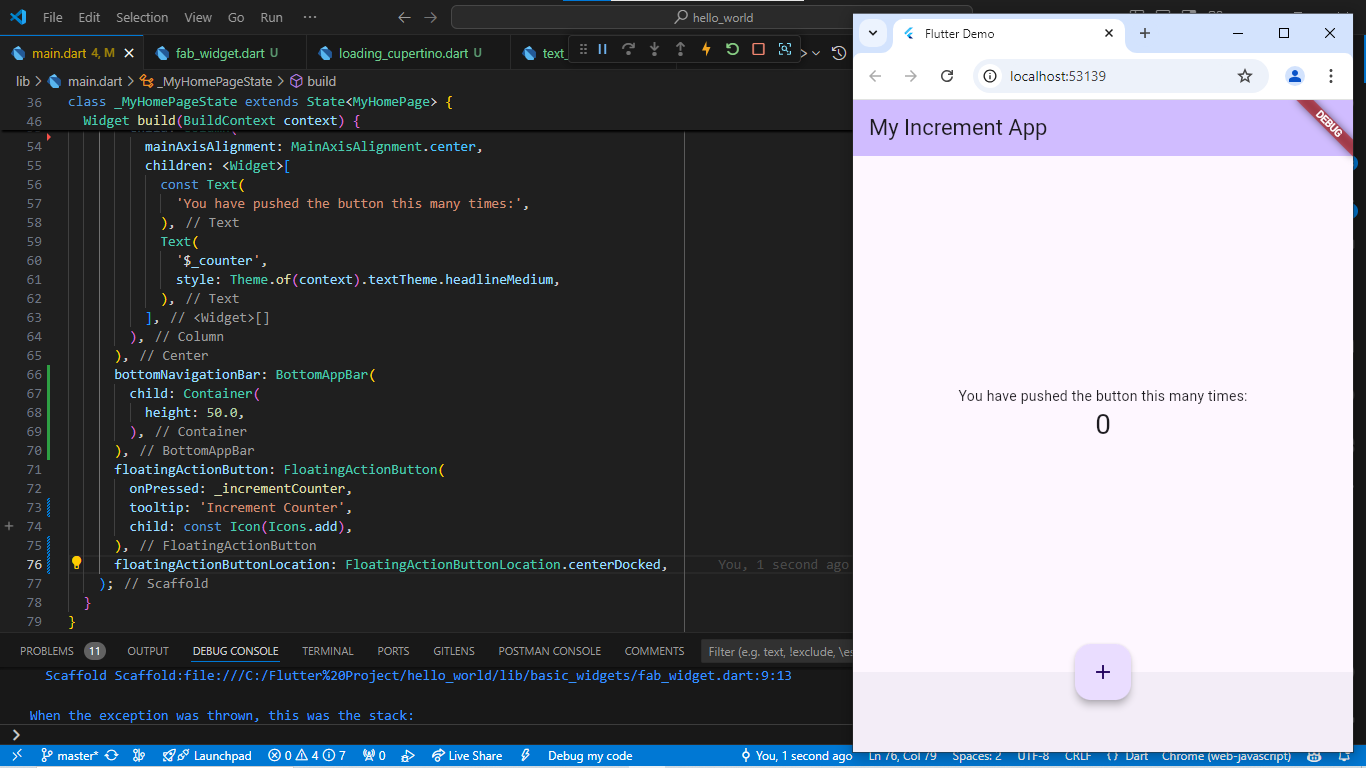 File Edit Selection View Go Run ··· hello_world
main.dart 4, M fab_widget.dart U loading_cupertino.dart U text_
lib > main.dart > _MyHomePageState > build
36 class _MyHomePageState extends State<MyHomePage> {
46 Widget build(BuildContext context) {
54 mainAxisAlignment: MainAxisAlignment.center,
55 children: <Widget>[
56 const Text(
57 'You have pushed the button this many times:',
58 ), // Text
59 Text(
60 '$_counter',
61 style: Theme.of(context).textTheme.headlineMedium,
62 ), // Text
63 ], // <Widget>[]
64 ), // Column
65 ), // Center
66 bottomNavigationBar: BottomAppBar(
67 child: Container(
68 height: 50.0,
69 ), // Container
70 ), // BottomAppBar
71 floatingActionButton: FloatingActionButton(
72 onPressed: _incrementCounter,
73 tooltip: 'Increment Counter',
74 child: const Icon(Icons.add),
75 ), // FloatingActionButton
76 floatingActionButtonLocation: FloatingActionButtonLocation.centerDocked, You, 1 second ago
77 ); // Scaffold
78 }
79 }
PROBLEMS 11 OUTPUT DEBUG CONSOLE TERMINAL PORTS GITLENS POSTMAN CONSOLE COMMENTS Filter (e.g. text, !exclude, \es
Scaffold Scaffold:file:///C:/Flutter%20Project/hello_world/lib/basic_widgets/fab_widget.dart:9:13
When the exception was thrown, this was the stack:
master* Launchpad 0 4 7 0 Live Share Debug my code You, 1 second ago Ln 76, Col 79 Spaces: 2 UTF-8 CRLF {} Dart Chrome (web-javascript)
Flutter Demo
localhost:53139
My Increment App
DEBUG
You have pushed the button this many times:
0
+